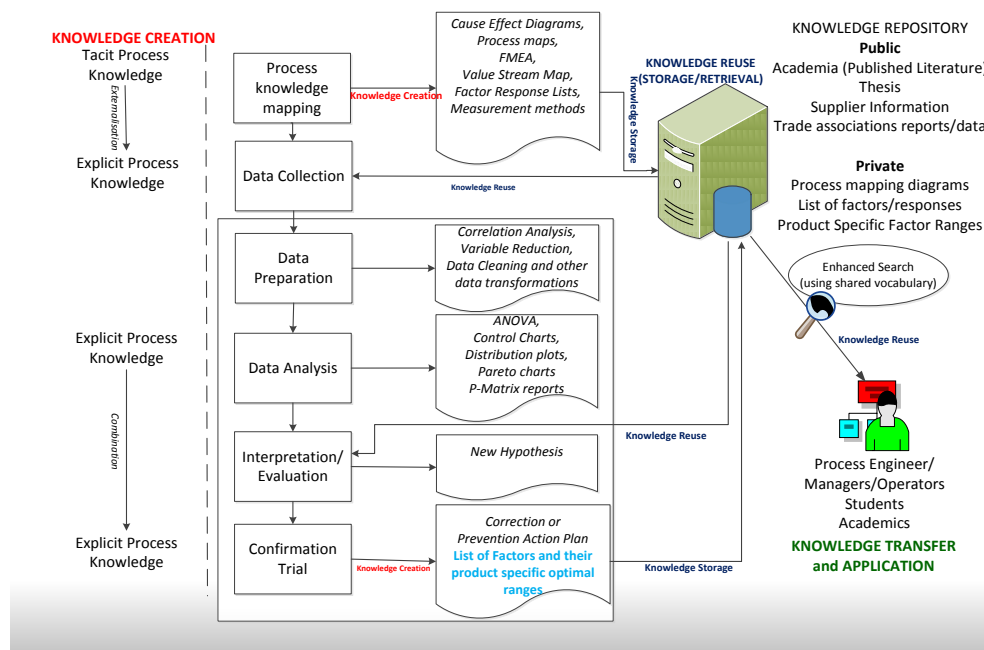 KNOWLEDGE CREATION
Tacit Process
Knowledge
Externalisation
Explicit Process
Knowledge
Explicit Process
Knowledge
Combination
Explicit Process
Knowledge
Process
knowledge
mapping
Knowledge Creation
Cause Effect Diagrams,
Process maps,
FMEA,
Value Stream Map,
Factor Response Lists,
Measurement methods
Knowledge Storage
Data Collection
Knowledge Reuse
Data
Preparation
Correlation Analysis,
Variable Reduction,
Data Cleaning and other
data transformations
Data Analysis
ANOVA,
Control Charts,
Distribution plots,
Pareto charts
P-Matrix reports
Interpretation/
Evaluation
Knowledge Reuse
New Hypothesis
Confirmation
Trial
Knowledge Creation
Correction or
Prevention Action Plan
List of Factors and their
product specific optimal
ranges
Knowledge Storage
KNOWLEDGE REUSE
(STORAGE/RETRIEVAL)
KNOWLEDGE REPOSITORY
Public
Academia (Published Literature)
Thesis
Supplier Information
Trade associations reports/data
Private
Process mapping diagrams
List of factors/responses
Product Specific Factor Ranges
Enhanced Search
(using shared vocabulary)
Knowledge Reuse
Process Engineer/
Managers/Operators
Students
Academics
KNOWLEDGE TRANSFER
and APPLICATION